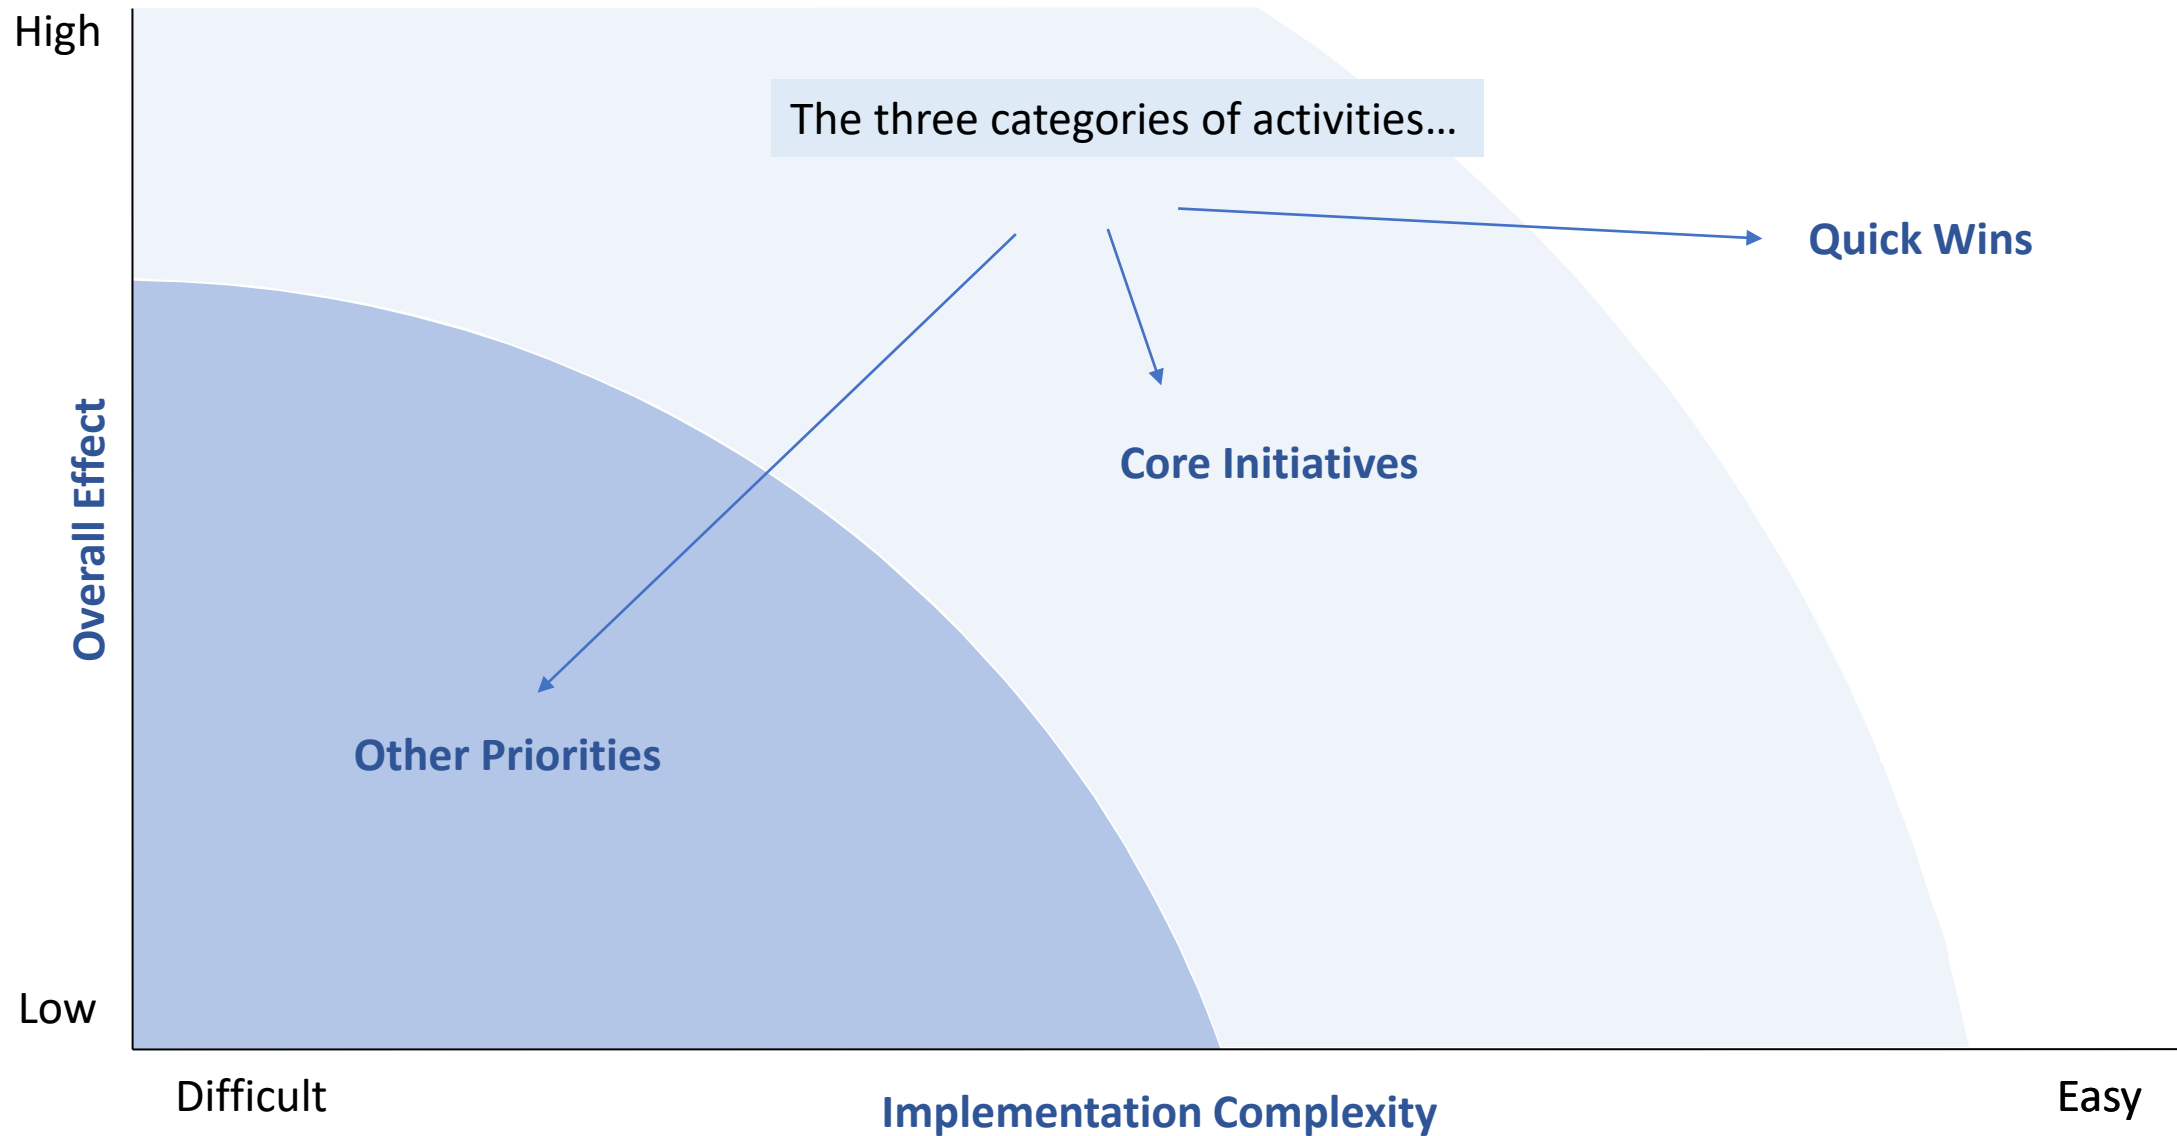 High
The three categories of activities…
Quick Wins
Core Initiatives
Overall Effect
Other Priorities
Low
Difficult
Implementation Complexity
Easy